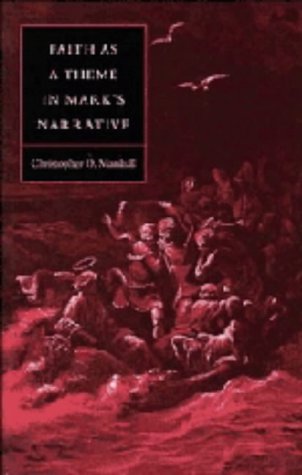 FAITH AS
A THEME
IN MARK'S
NARRATIVE
Christopher D. Marshall